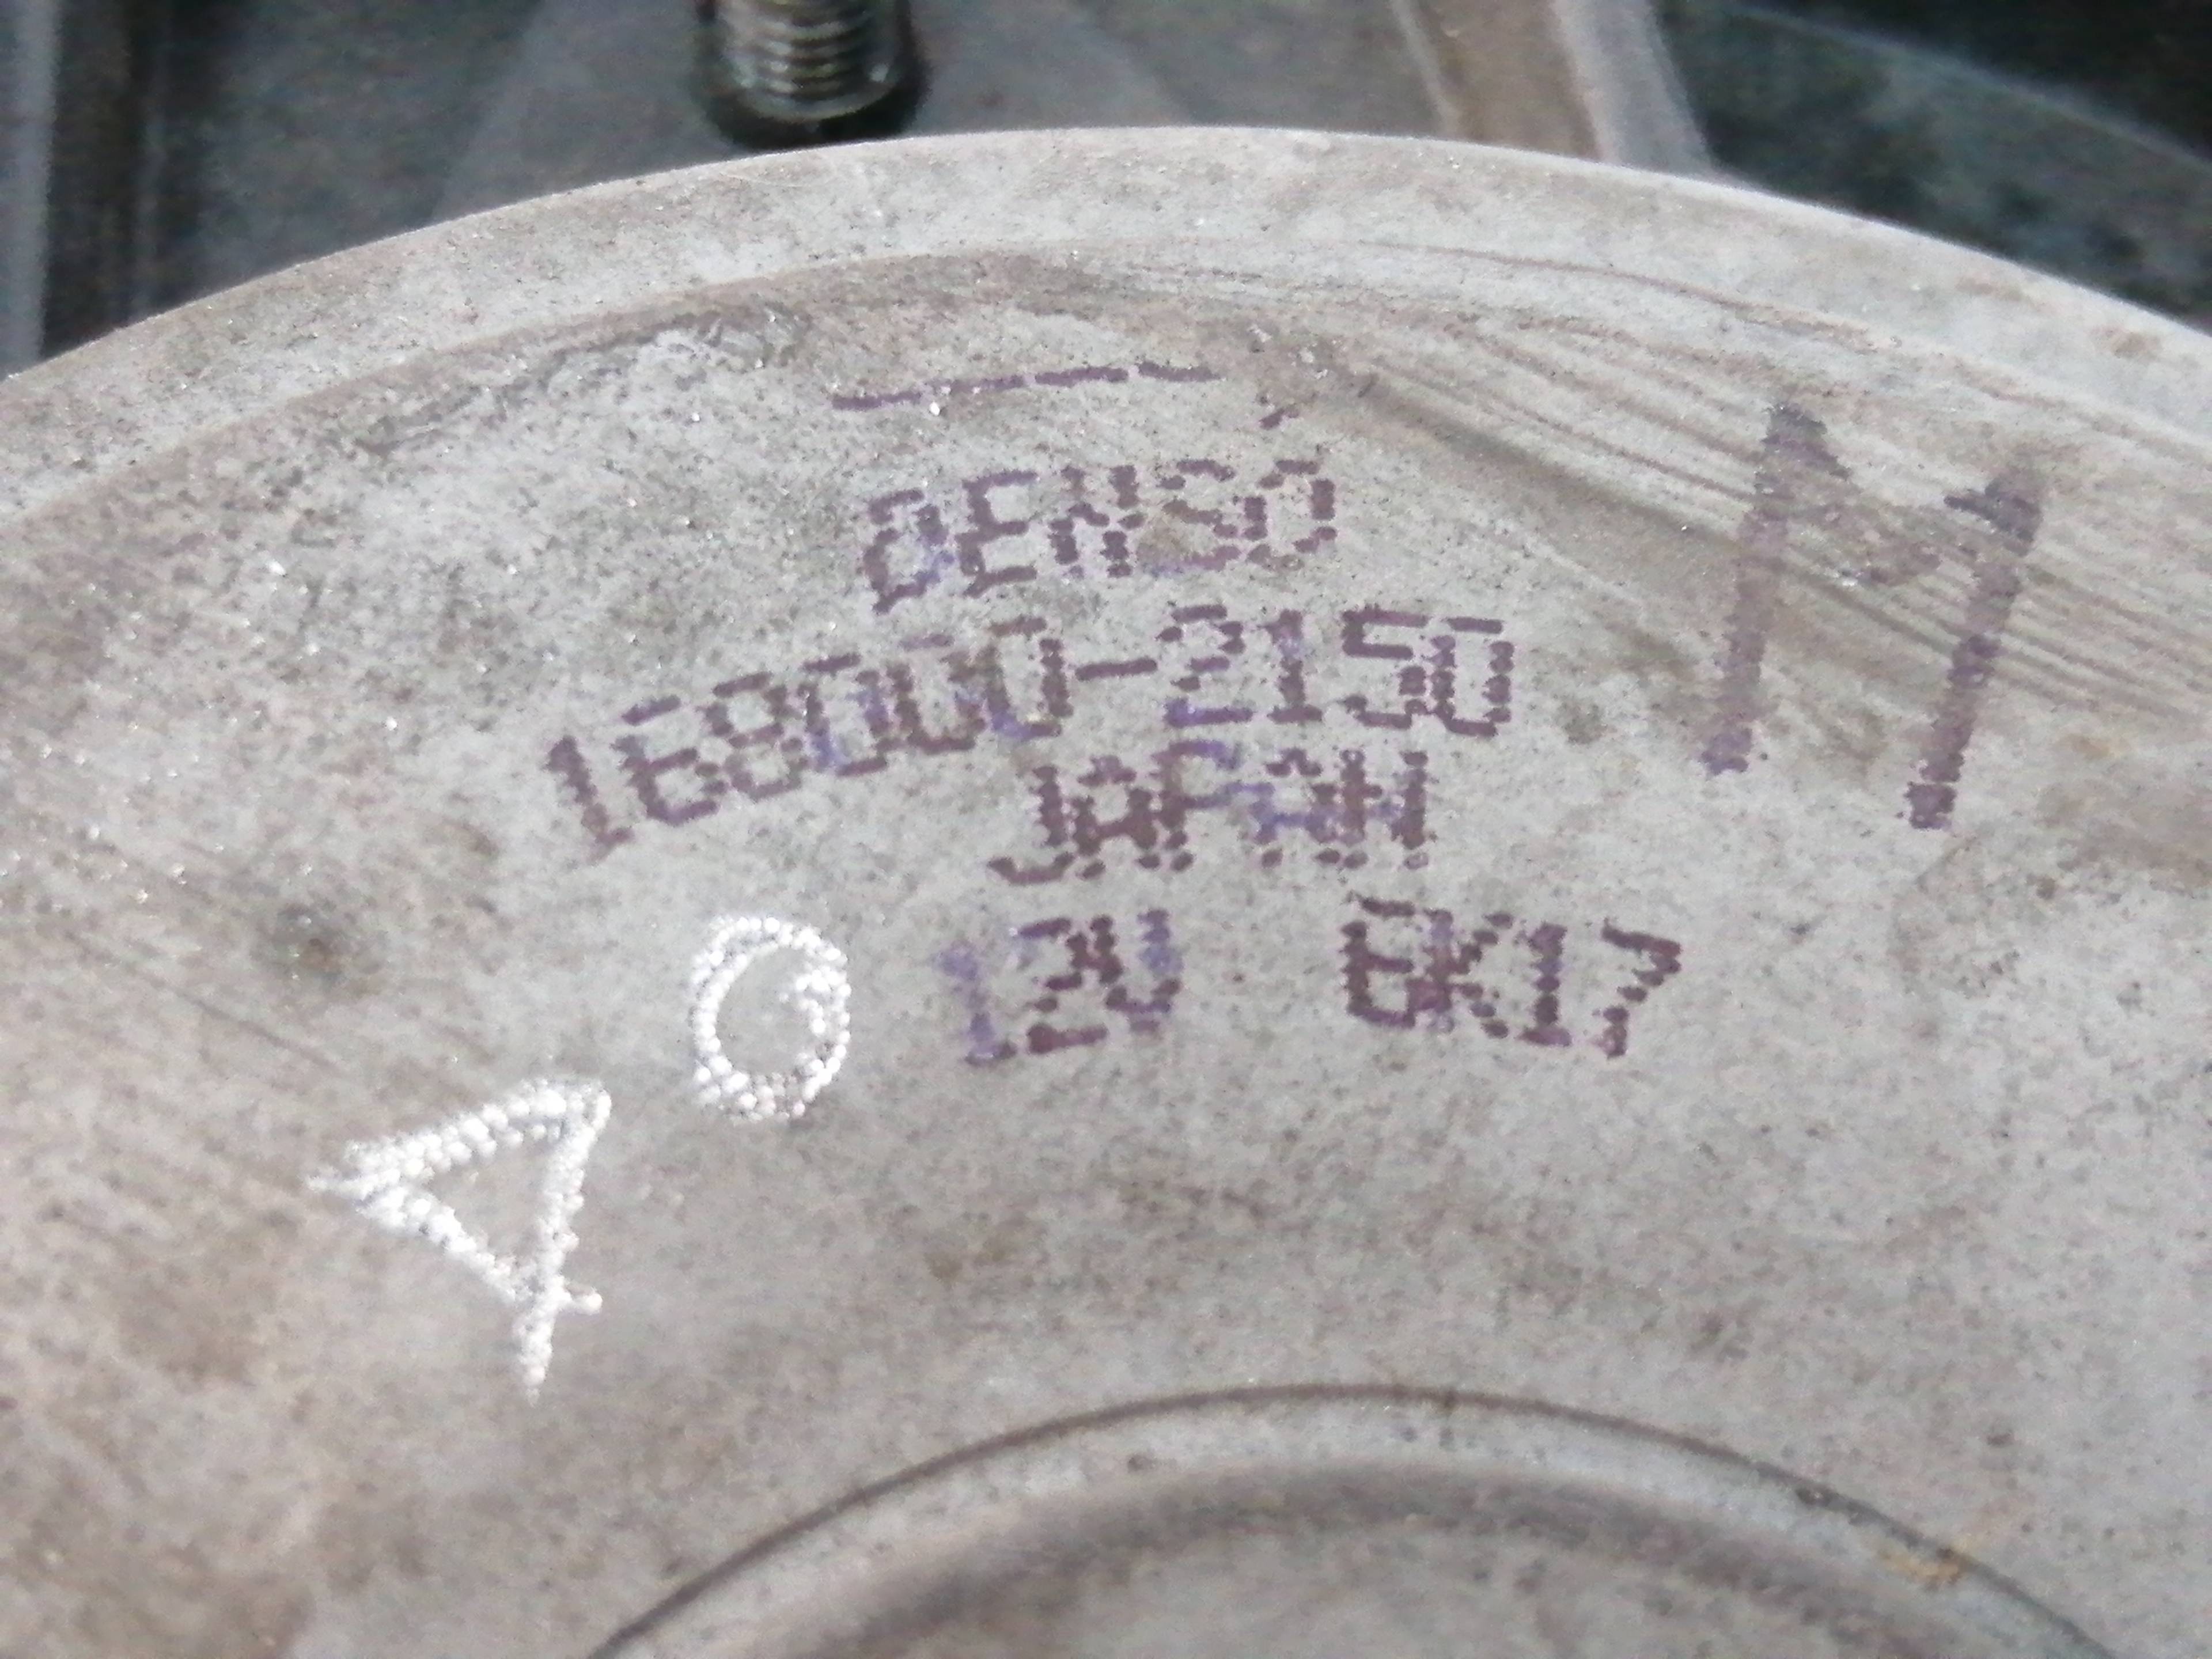 DENSO
168000-2150
JAPAN
12V 6K17
M
O
A